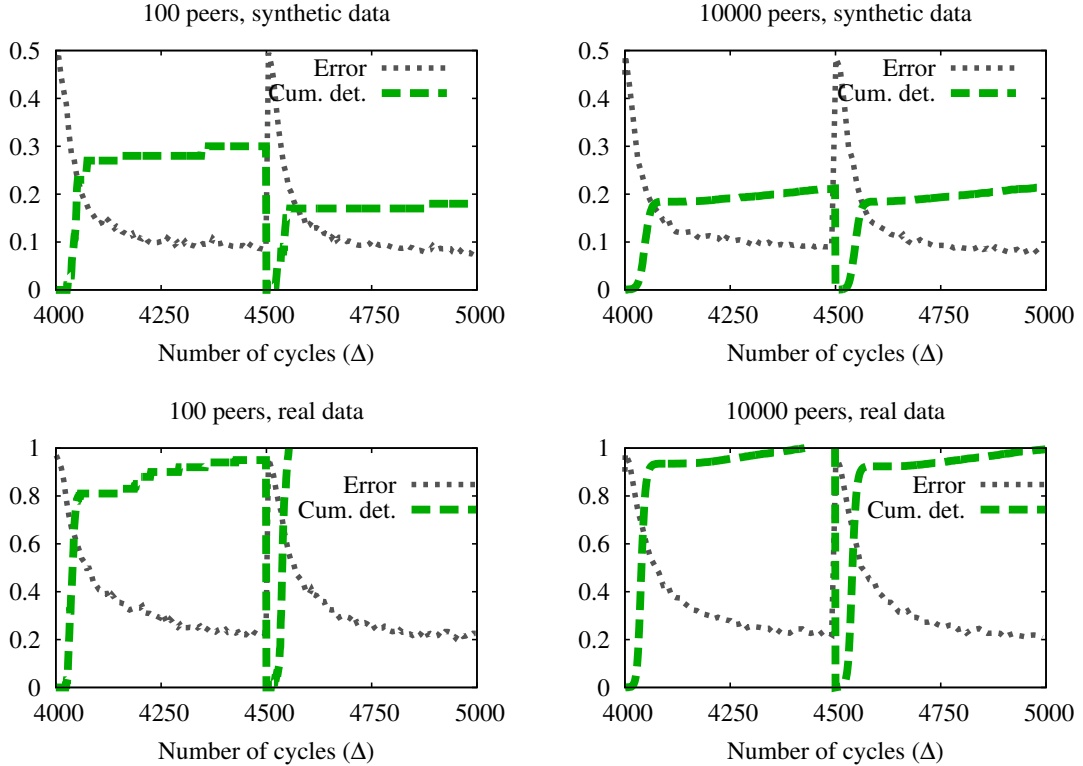 100 peers, synthetic data
0.5
0.4
0.3
0.2
0.1
0
Error
Cum. det.
4000 4250 4500 4750 5000
Number of cycles (Δ)
10000 peers, synthetic data
0.5
0.4
0.3
0.2
0.1
0
Error
Cum. det.
4000 4250 4500 4750 5000
Number of cycles (Δ)
100 peers, real data
1
0.8
0.6
0.4
0.2
0
Error
Cum. det.
4000 4250 4500 4750 5000
Number of cycles (Δ)
10000 peers, real data
1
0.8
0.6
0.4
0.2
0
Error
Cum. det.
4000 4250 4500 4750 5000
Number of cycles (Δ)